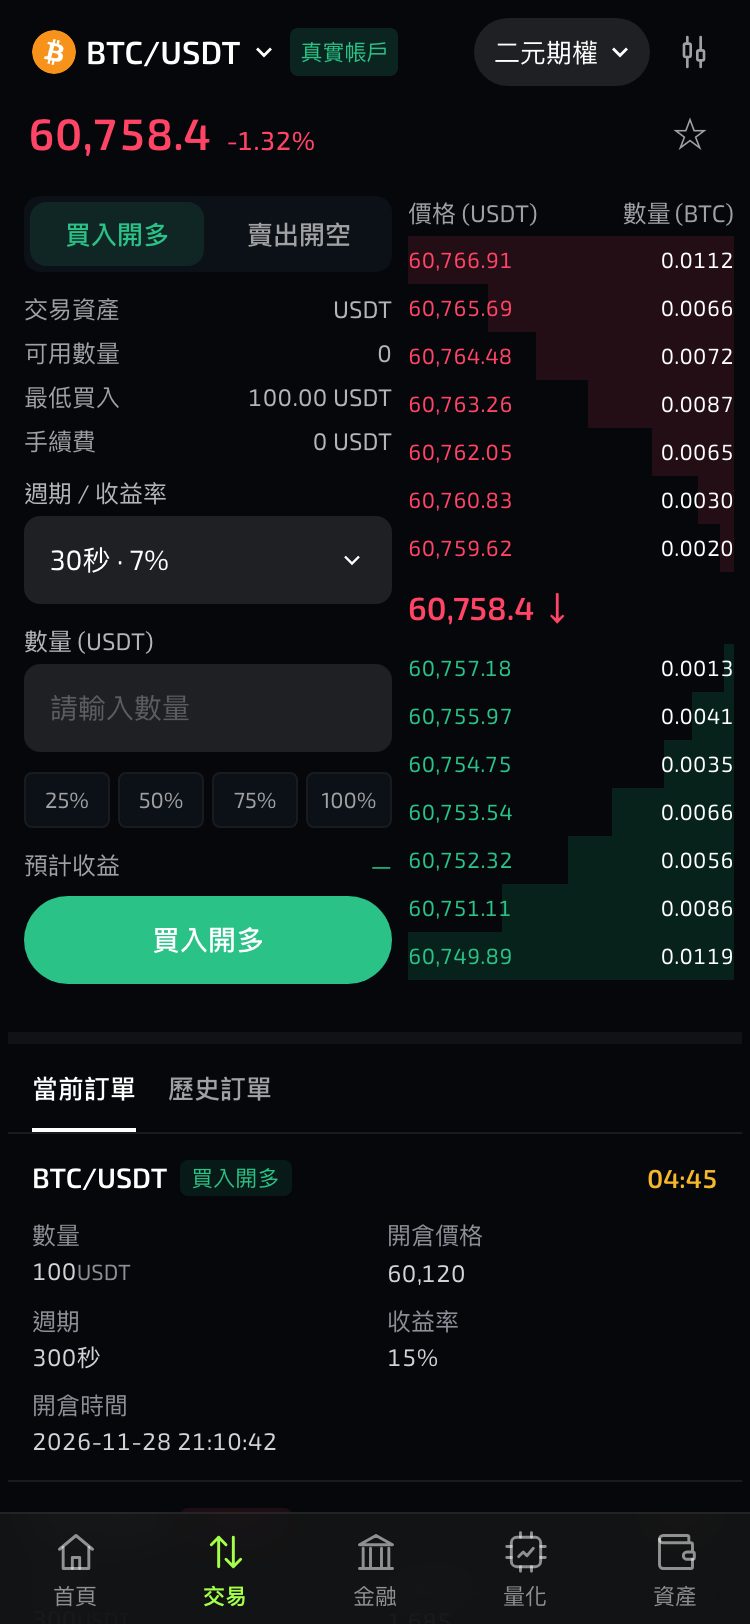 BTC/USDT 真實帳戶 二元期權
60,758.4 -1.32%
買入開多 賣出開空
交易資產 USDT
可用數量 0
最低買入 100.00 USDT
手續費 0 USDT
週期 / 收益率
30秒 · 7%
數量 (USDT)
請輸入數量
25% 50% 75% 100%
預計收益 —
買入開多
價格 (USDT) 數量 (BTC)
60,766.91 0.0112
60,765.69 0.0066
60,764.48 0.0072
60,763.26 0.0087
60,762.05 0.0065
60,760.83 0.0030
60,759.62 0.0020
60,758.4 ↓
60,757.18 0.0013
60,755.97 0.0041
60,754.75 0.0035
60,753.54 0.0066
60,752.32 0.0056
60,751.11 0.0086
60,749.89 0.0119
當前訂單 歷史訂單
BTC/USDT 買入開多 04:45
數量 開倉價格
100USDT 60,120
週期 收益率
300秒 15%
開倉時間
2026-11-28 21:10:42
首頁 交易 金融 量化 資產